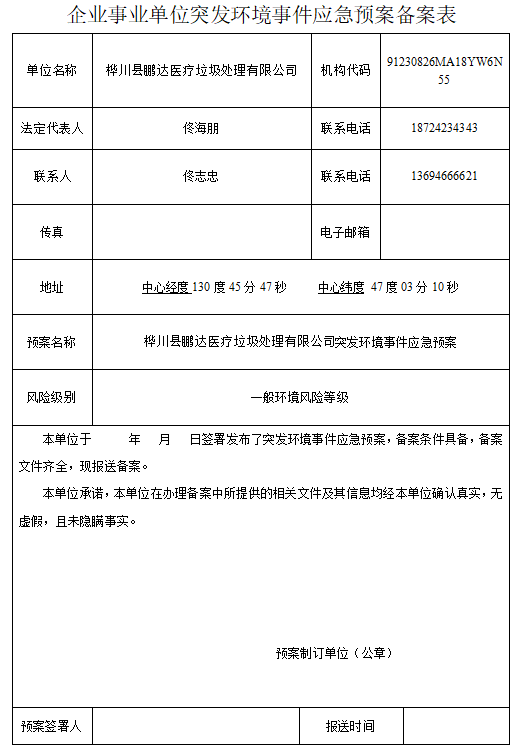 企业事业单位突发环境事件应急预案备案表
单位名称 桦川县鹏达医疗垃圾处理有限公司 机构代码 91230826MA18YW6N
55
法定代表人 佟海朋 联系电话 18724234343
联系人 佟志忠 联系电话 13694666621
传真 电子邮箱
地址 中心经度 130 度 45 分 47 秒 中心纬度 47 度 03 分 10 秒
预案名称 桦川县鹏达医疗垃圾处理有限公司突发环境事件应急预案
风险级别 一般环境风险等级
本单位于 年 月 日签署发布了突发环境事件应急预案，备案条件具备，备案
文件齐全，现报送备案。
本单位承诺，本单位在办理备案中所提供的相关文件及其信息均经本单位确认真实，无
虚假，且未隐瞒事实。
预案制订单位（公章）
预案签署人 报送时间